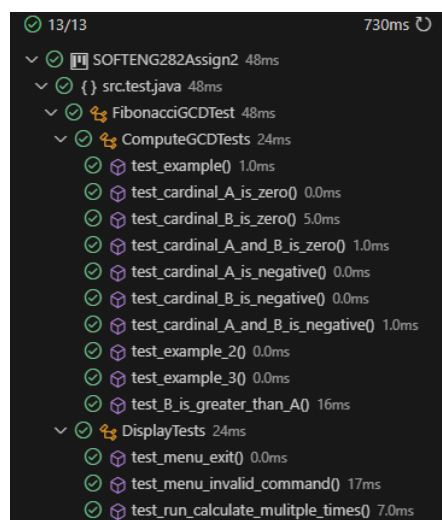 13/13 730ms
SOFTENG282Assign2 48ms
{} src.test.java 48ms
FibonacciGCDTest 48ms
ComputeGCDTests 24ms
test_example() 1.0ms
test_cardinal_A_is_zero() 0.0ms
test_cardinal_B_is_zero() 5.0ms
test_cardinal_A_and_B_is_zero() 1.0ms
test_cardinal_A_is_negative() 0.0ms
test_cardinal_B_is_negative() 0.0ms
test_cardinal_A_and_B_is_negative() 1.0ms
test_example_2() 0.0ms
test_example_3() 0.0ms
test_B_is_greater_than_A() 16ms
DisplayTests 24ms
test_menu_exit() 0.0ms
test_menu_invalid_command() 17ms
test_run_calculate_mulitple_times() 7.0ms